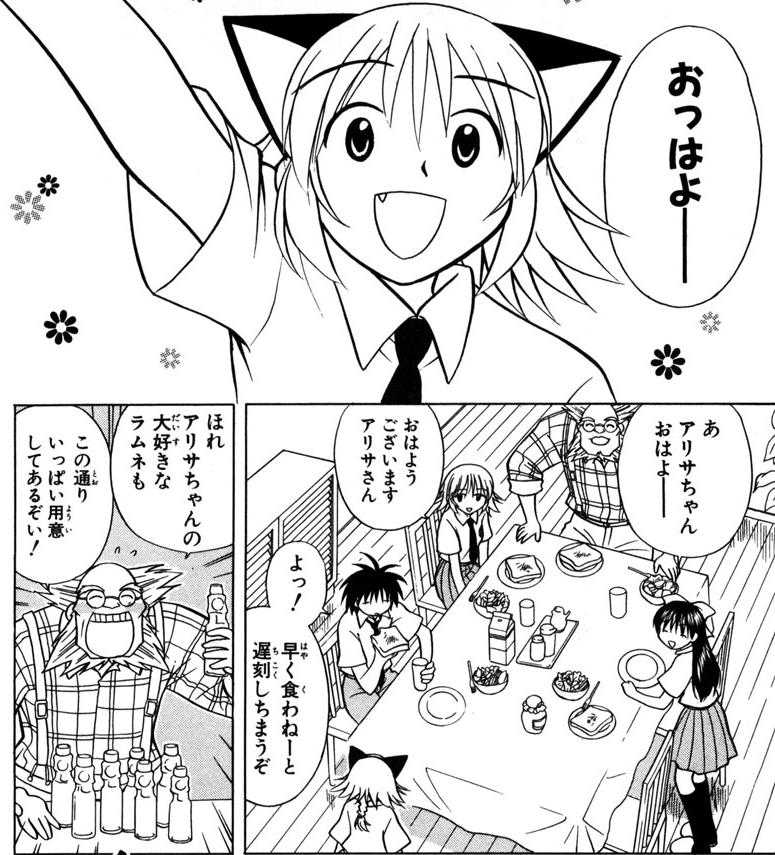 おっはよ――
あ
アリサちゃん
おはよ――
おはよう
ございます
アリサさん
よっ！
早く食わねーと
遅刻しちまうぞ
ほれ
アリサちゃんの
大好きな
ラムネも
この通り
いっぱい用意
してあるぞい！